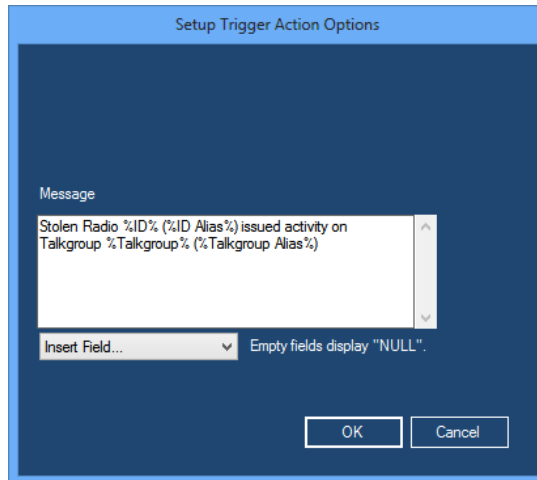 Setup Trigger Action Options
Message
Stolen Radio %ID% (%ID Alias%) issued activity on
Talkgroup %Talkgroup% (%Talkgroup Alias%)
Insert Field...
Empty fields display "NULL".
OK
Cancel